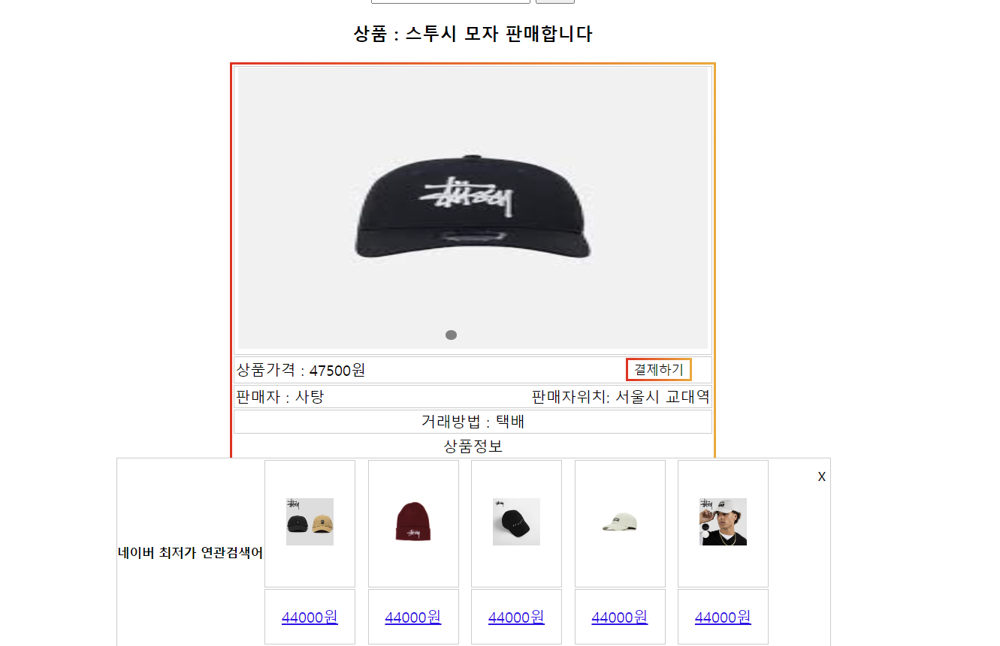 상품 : 스투시 모자 판매합니다
Stüssy
상품가격 : 47500원 결제하기
판매자 : 사탕 판매자위치: 서울시 교대역
거래방법 : 택배
상품정보
X
네이버 최저가 연관검색어
44000원 44000원 44000원 44000원 44000원